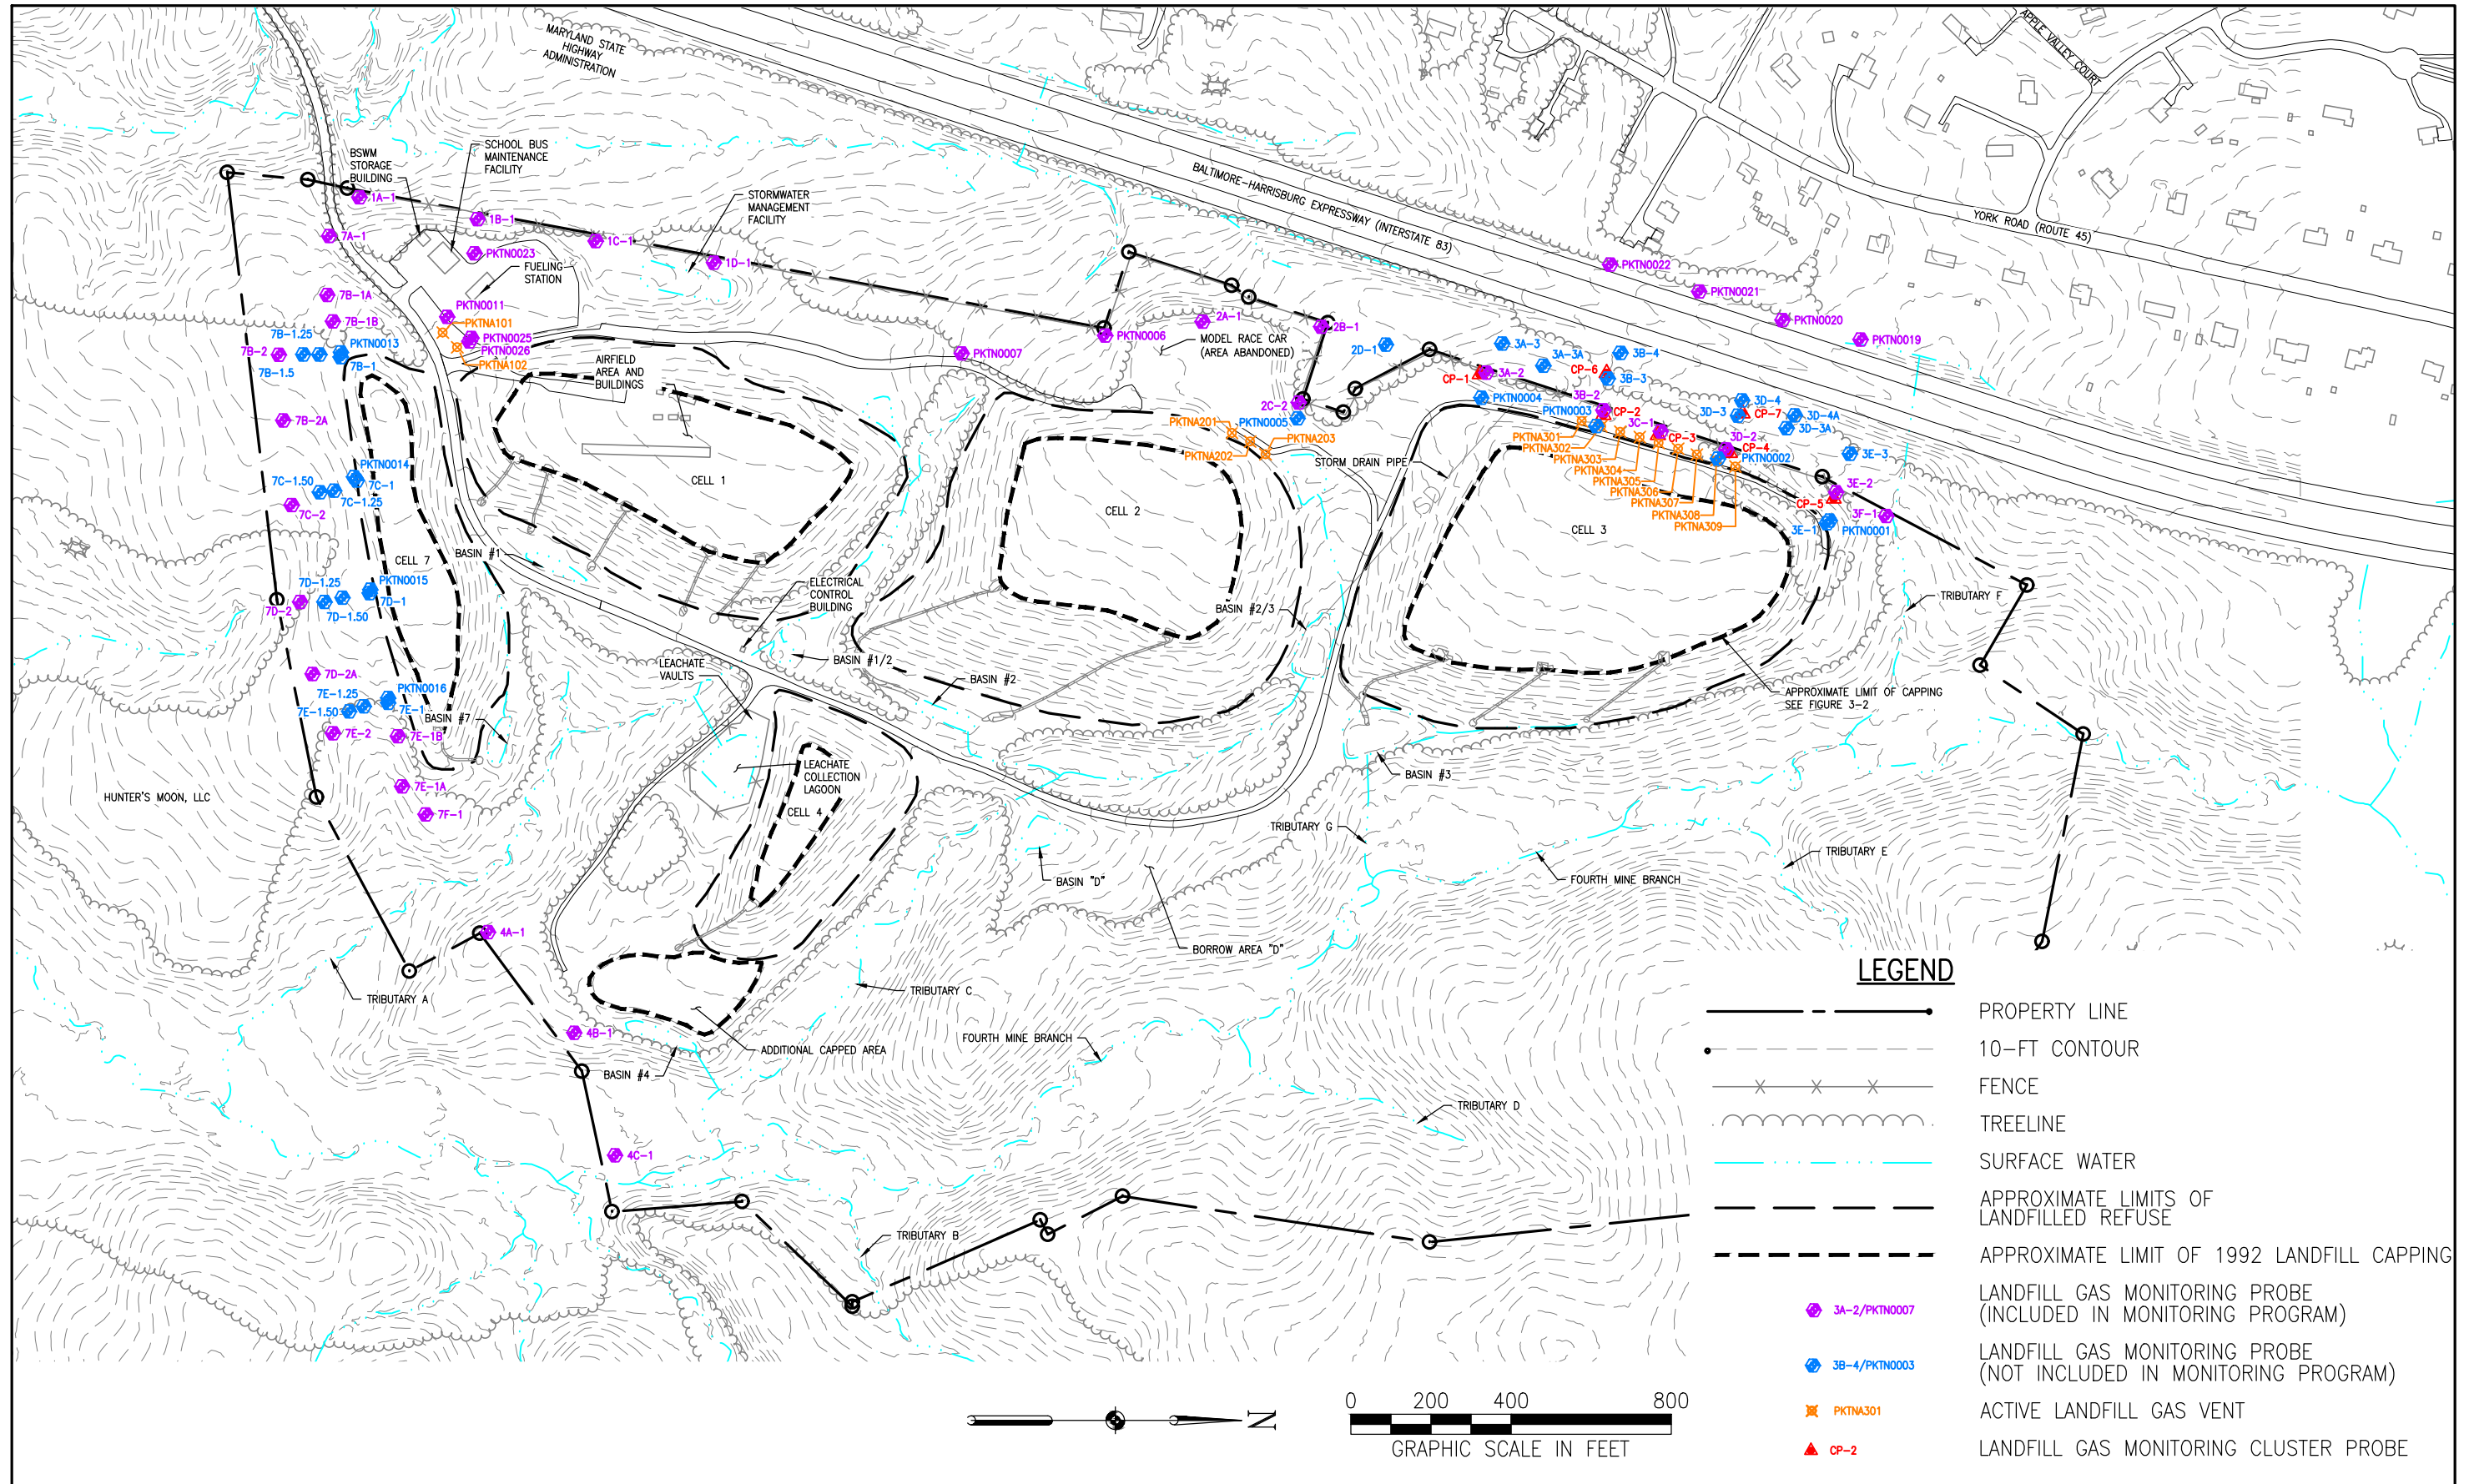 MARYLAND STATE
HIGHWAY
ADMINISTRATION
APPLE VALLEY COURT
BALTIMORE-HARRISBURG EXPRESSWAY (INTERSTATE 83)
YORK ROAD (ROUTE 45)
BSWM
STORAGE
BUILDING
SCHOOL BUS
MAINTENANCE
FACILITY
STORMWATER
MANAGEMENT
FACILITY
FUELING
STATION
1A-1
1B-1
1C-1
1D-1
7A-1
PKTN0023
7B-1A
7B-1B
PKTN0011
PKTNA101
PKTN0025
PKTN0026
PKTNA102
7B-1.25
PKTN0013
7B-2
7B-1.5
7B-1
7B-2A
AIRFIELD
AREA AND
BUILDINGS
PKTN0007
PKTN0006
2A-1
2B-1
MODEL RACE CAR
(AREA ABANDONED)
2D-1
2C-2
PKTN0005
PKTNA201
PKTNA203
PKTNA202
PKTN0022
PKTN0021
PKTN0020
PKTN0019
3A-3
3A-3A
3B-4
CP-1
3A-2
CP-6
3B-3
PKTN0004
3B-2
PKTN0003
CP-2
3C-1
CP-3
3D-4
3D-3
CP-7
3D-4A
3D-3A
3D-2
CP-4
PKTN0002
3E-3
3E-2
CP-5
3F-1
3E-1
PKTN0001
PKTNA301
PKTNA302
PKTNA303
PKTNA304
PKTNA305
PKTNA306
PKTNA307
PKTNA308
PKTNA309
STORM DRAIN PIPE
CELL 1
CELL 2
CELL 3
CELL 7
PKTN0014
7C-1.50
7C-1
7C-1.25
7C-2
BASIN #1
ELECTRICAL
CONTROL
BUILDING
7D-1.25
PKTN0015
7D-2
7D-1
7D-1.50
BASIN #2/3
TRIBUTARY F
LEACHATE
VAULTS
BASIN #1/2
BASIN #2
7D-2A
7E-1.25
PKTN0016
7E-1.50
7E-1
BASIN #7
7E-2
7E-1B
7E-1A
7F-1
HUNTER'S MOON, LLC
APPROXIMATE LIMIT OF CAPPING
SEE FIGURE 3-2
LEACHATE
COLLECTION
LAGOON
CELL 4
BASIN #3
TRIBUTARY G
TRIBUTARY E
BASIN "D"
FOURTH MINE BRANCH
4A-1
BORROW AREA "D"
TRIBUTARY A
TRIBUTARY C
4B-1
ADDITIONAL CAPPED AREA
FOURTH MINE BRANCH
BASIN #4
TRIBUTARY D
4C-1
TRIBUTARY B
LEGEND
PROPERTY LINE
10-FT CONTOUR
FENCE
TREELINE
SURFACE WATER
APPROXIMATE LIMITS OF
LANDFILLED REFUSE
APPROXIMATE LIMIT OF 1992 LANDFILL CAPPING
3A-2/PKTN0007
LANDFILL GAS MONITORING PROBE
(INCLUDED IN MONITORING PROGRAM)
3B-4/PKTN0003
LANDFILL GAS MONITORING PROBE
(NOT INCLUDED IN MONITORING PROGRAM)
PKTNA301
ACTIVE LANDFILL GAS VENT
CP-2
LANDFILL GAS MONITORING CLUSTER PROBE
N
0 200 400 800
GRAPHIC SCALE IN FEET